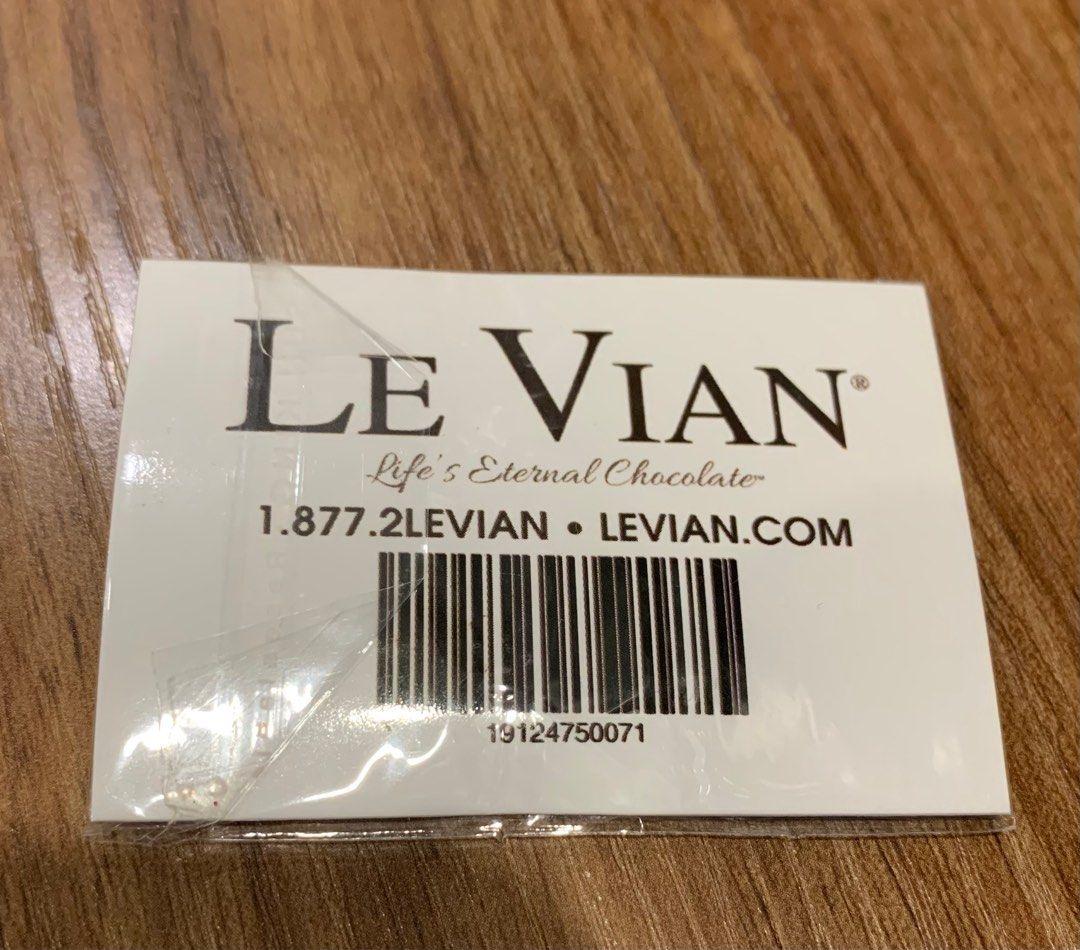 LE VIAN®
Life's Eternal Chocolate™
1.877.2LEVIAN • LEVIAN.COM
19124750071